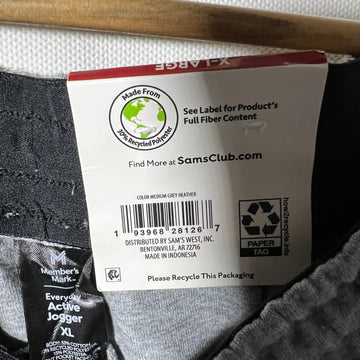 X-LARGE
Made From
30% Recycled Polyester
See Label for Product's
Full Fiber Content
Find More at SamsClub.com
COLOR MEDIUM GREY HEATHER
1 93968 28126 7
DISTRIBUTED BY SAM'S WEST, INC.
BENTONVILLE, AR 72716
MADE IN INDONESIA
how2recycle.info
PAPER
TAG
Please Recycle This Packaging
M
Member's
Mark
Everyday
Active
Jogger
XL